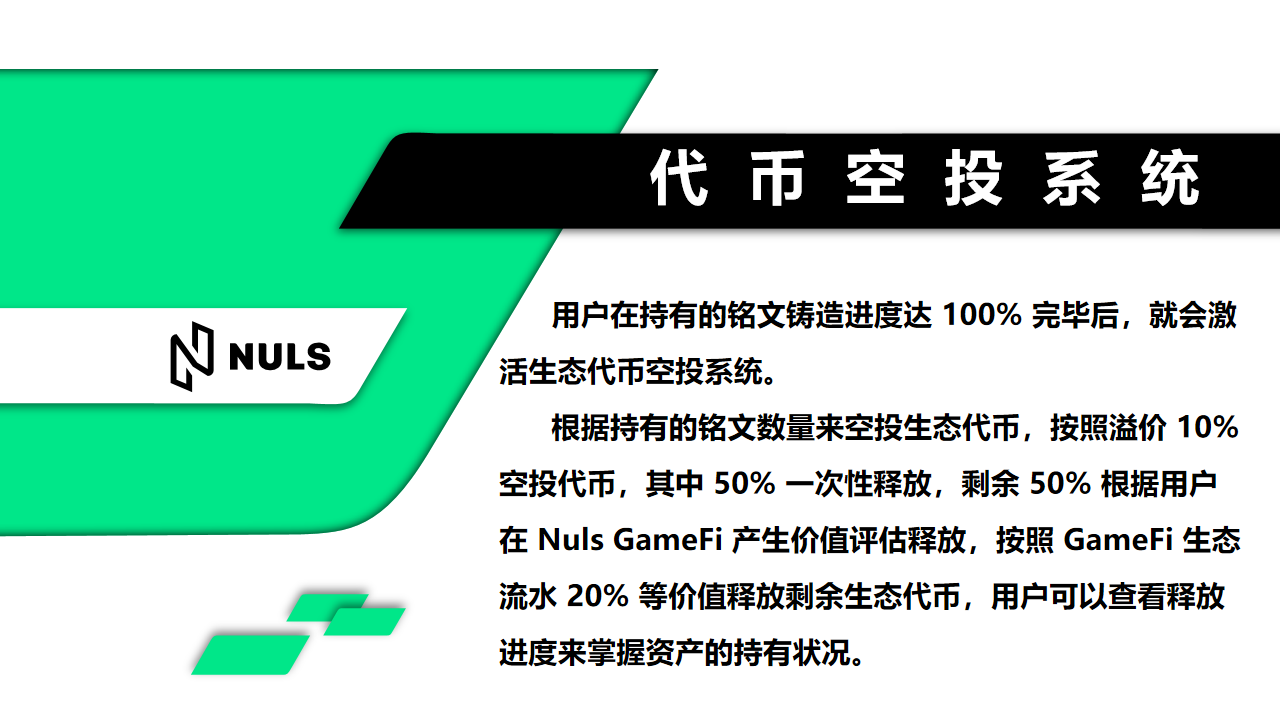 代币空投系统
NULS
用户在持有的铭文铸造进度达 100% 完毕后，就会激
活生态代币空投系统。
根据持有的铭文数量来空投生态代币，按照溢价 10%
空投代币，其中 50% 一次性释放，剩余 50% 根据用户
在 Nuls GameFi 产生价值评估释放，按照 GameFi 生态
流水 20% 等价值释放剩余生态代币，用户可以查看释放
进度来掌握资产的持有状况。